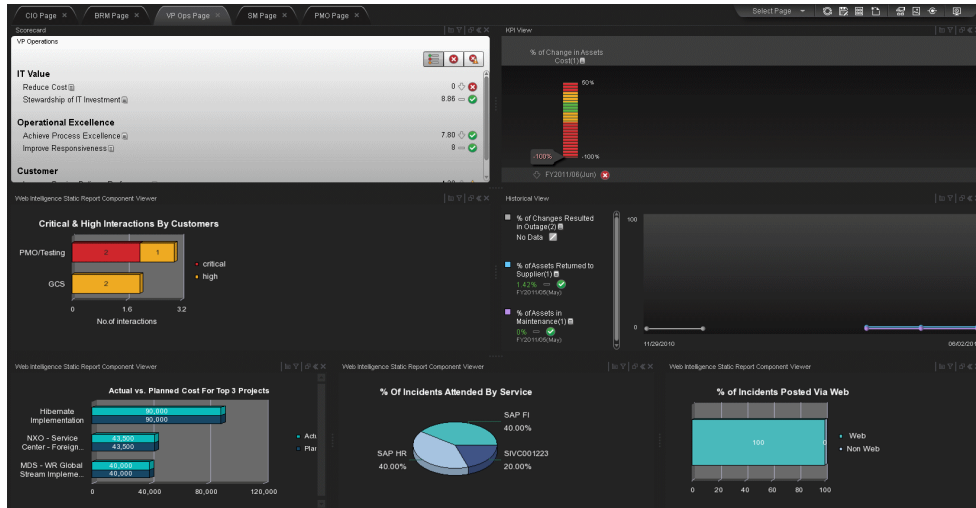 CIO Page ×
BRM Page ×
VP Ops Page ×
SM Page ×
PMO Page ×
Select Page
Scorecard
VP Operations
IT Value
Reduce Cost
0
Stewardship of IT Investment
8.86
Operational Excellence
Achieve Process Excellence
7.80
Improve Responsiveness
8
Customer
KPI View
% of Change in Assets
Cost(1)
50%
-100%
-100%
FY2011/06(Jun)
Web Intelligence Static Report Component Viewer
Critical & High Interactions By Customers
PMO/Testing
2
1
GCS
2
critical
high
0
1.6
3.2
No.of interactions
Historical View
% of Changes Resulted
in Outage(2)
No Data
% of Assets Returned to
Supplier(1)
1.42%
FY2011/05(May)
% of Assets in
Maintenance(1)
0%
FY2011/05(May)
100
0
11/29/2010
06/02/201
Web Intelligence Static Report Component Viewer
Actual vs. Planned Cost For Top 3 Projects
Hibernate
Implementation
90,000
90,000
NXO - Service
Center - Foreign...
43,500
43,500
MDS - WR Global
Stream Impleme...
40,000
40,000
Act
Plar
0
40,000
80,000
120,000
Web Intelligence Static Report Component Viewer
% Of Incidents Attended By Service
SAP FI
40.00%
SAP HR
40.00%
SIVC001223
20.00%
Web Intelligence Static Report Component Viewer
% of Incidents Posted Via Web
100
0
Web
Non Web
0
20
40
60
80
100